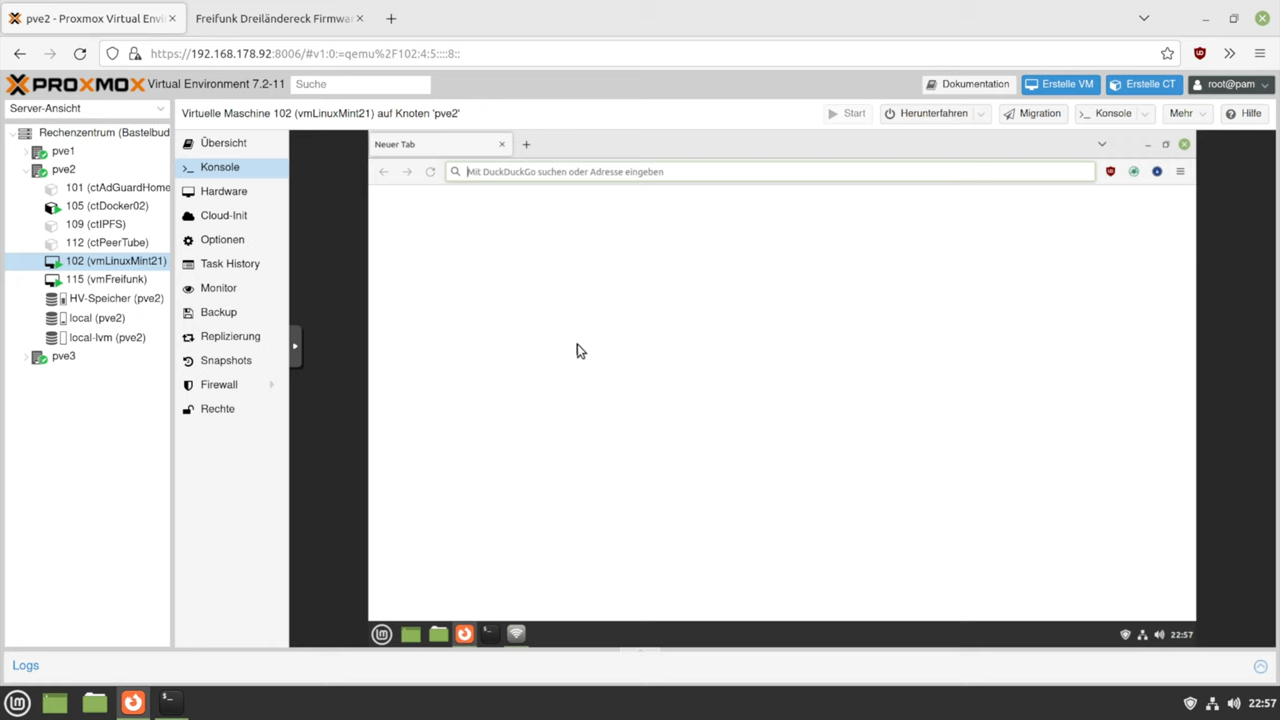 pve2 - Proxmox Virtual Envi
Freifunk Dreiländereck Firmwar
https://192.168.178.92:8006/#v1:0:=qemu%2F102:4:5::::8::
PROXMOX Virtual Environment 7.2-11
Suche
Dokumentation
Erstelle VM
Erstelle CT
root@pam
Server-Ansicht
Virtuelle Maschine 102 (vmLinuxMint21) auf Knoten 'pve2'
Start
Herunterfahren
Migration
Konsole
Mehr
Hilfe
Rechenzentrum (Bastelbud
pve1
pve2
101 (ctAdGuardHome
105 (ctDocker02)
109 (ctIPFS)
112 (ctPeerTube)
102 (vmLinuxMint21)
115 (vmFreifunk)
HV-Speicher (pve2)
local (pve2)
local-lvm (pve2)
pve3
Übersicht
Konsole
Hardware
Cloud-Init
Optionen
Task History
Monitor
Backup
Replizierung
Snapshots
Firewall
Rechte
Neuer Tab
Mit DuckDuckGo suchen oder Adresse eingeben
22:57
Logs
22:57